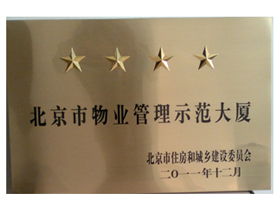 北京市物业管理示范大厦
北京市住房和城乡建设委员会
二〇一一年十二月